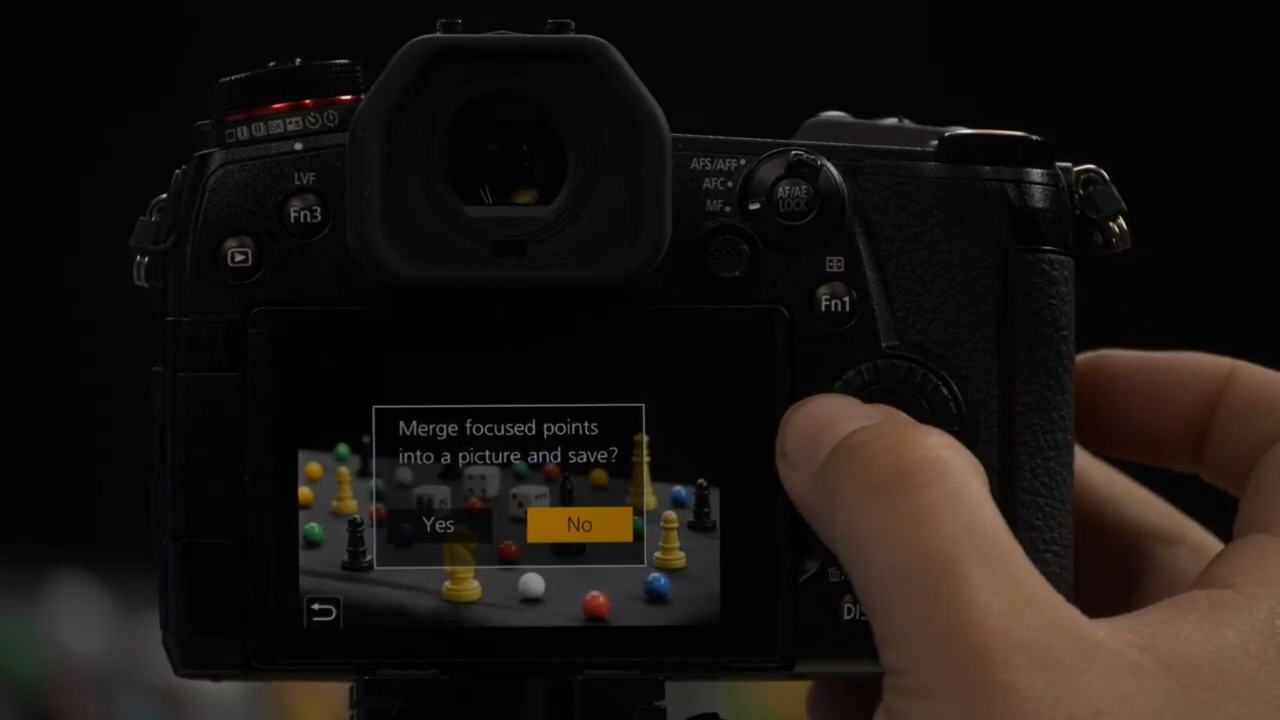 LVF
Fn3
AFS/AFF
AFC
MF
AF/AE
LOCK
Fn1
Merge focused points
into a picture and save?
Yes
No